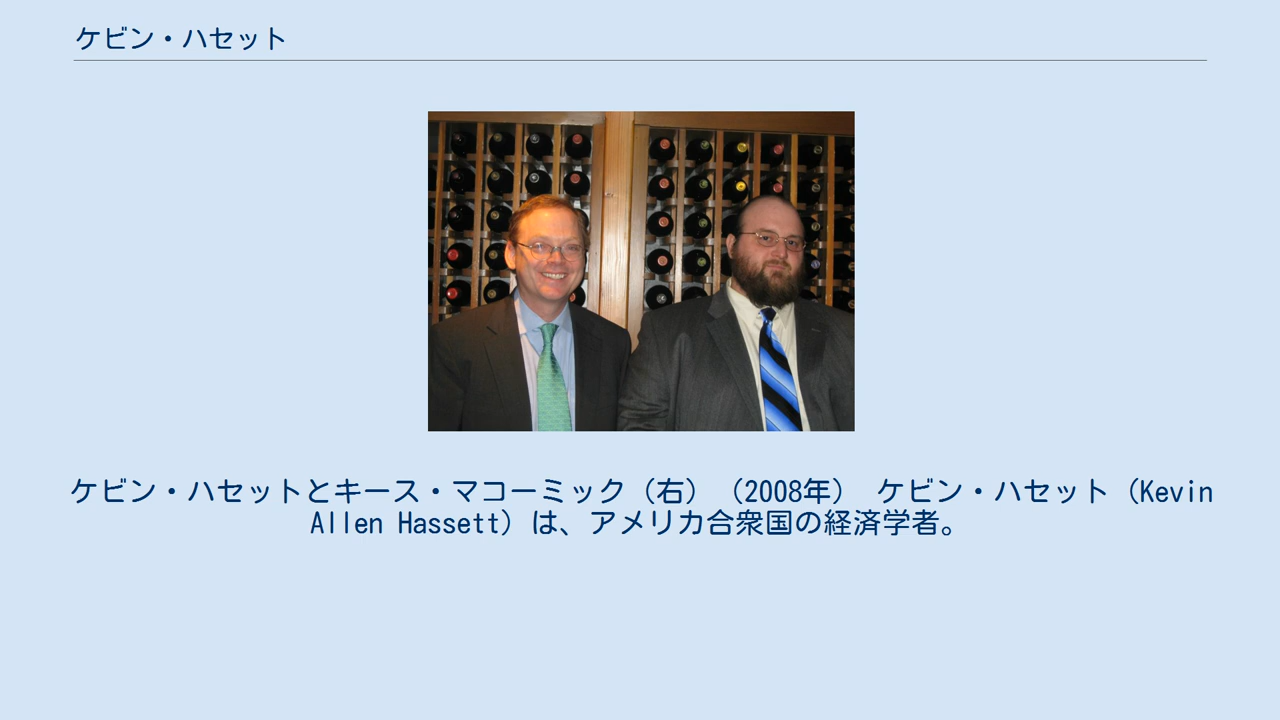 ケビン・ハセット
ケビン・ハセットとキース・マコーミック（右）（2008年） ケビン・ハセット（Kevin
Allen Hassett）は、アメリカ合衆国の経済学者。